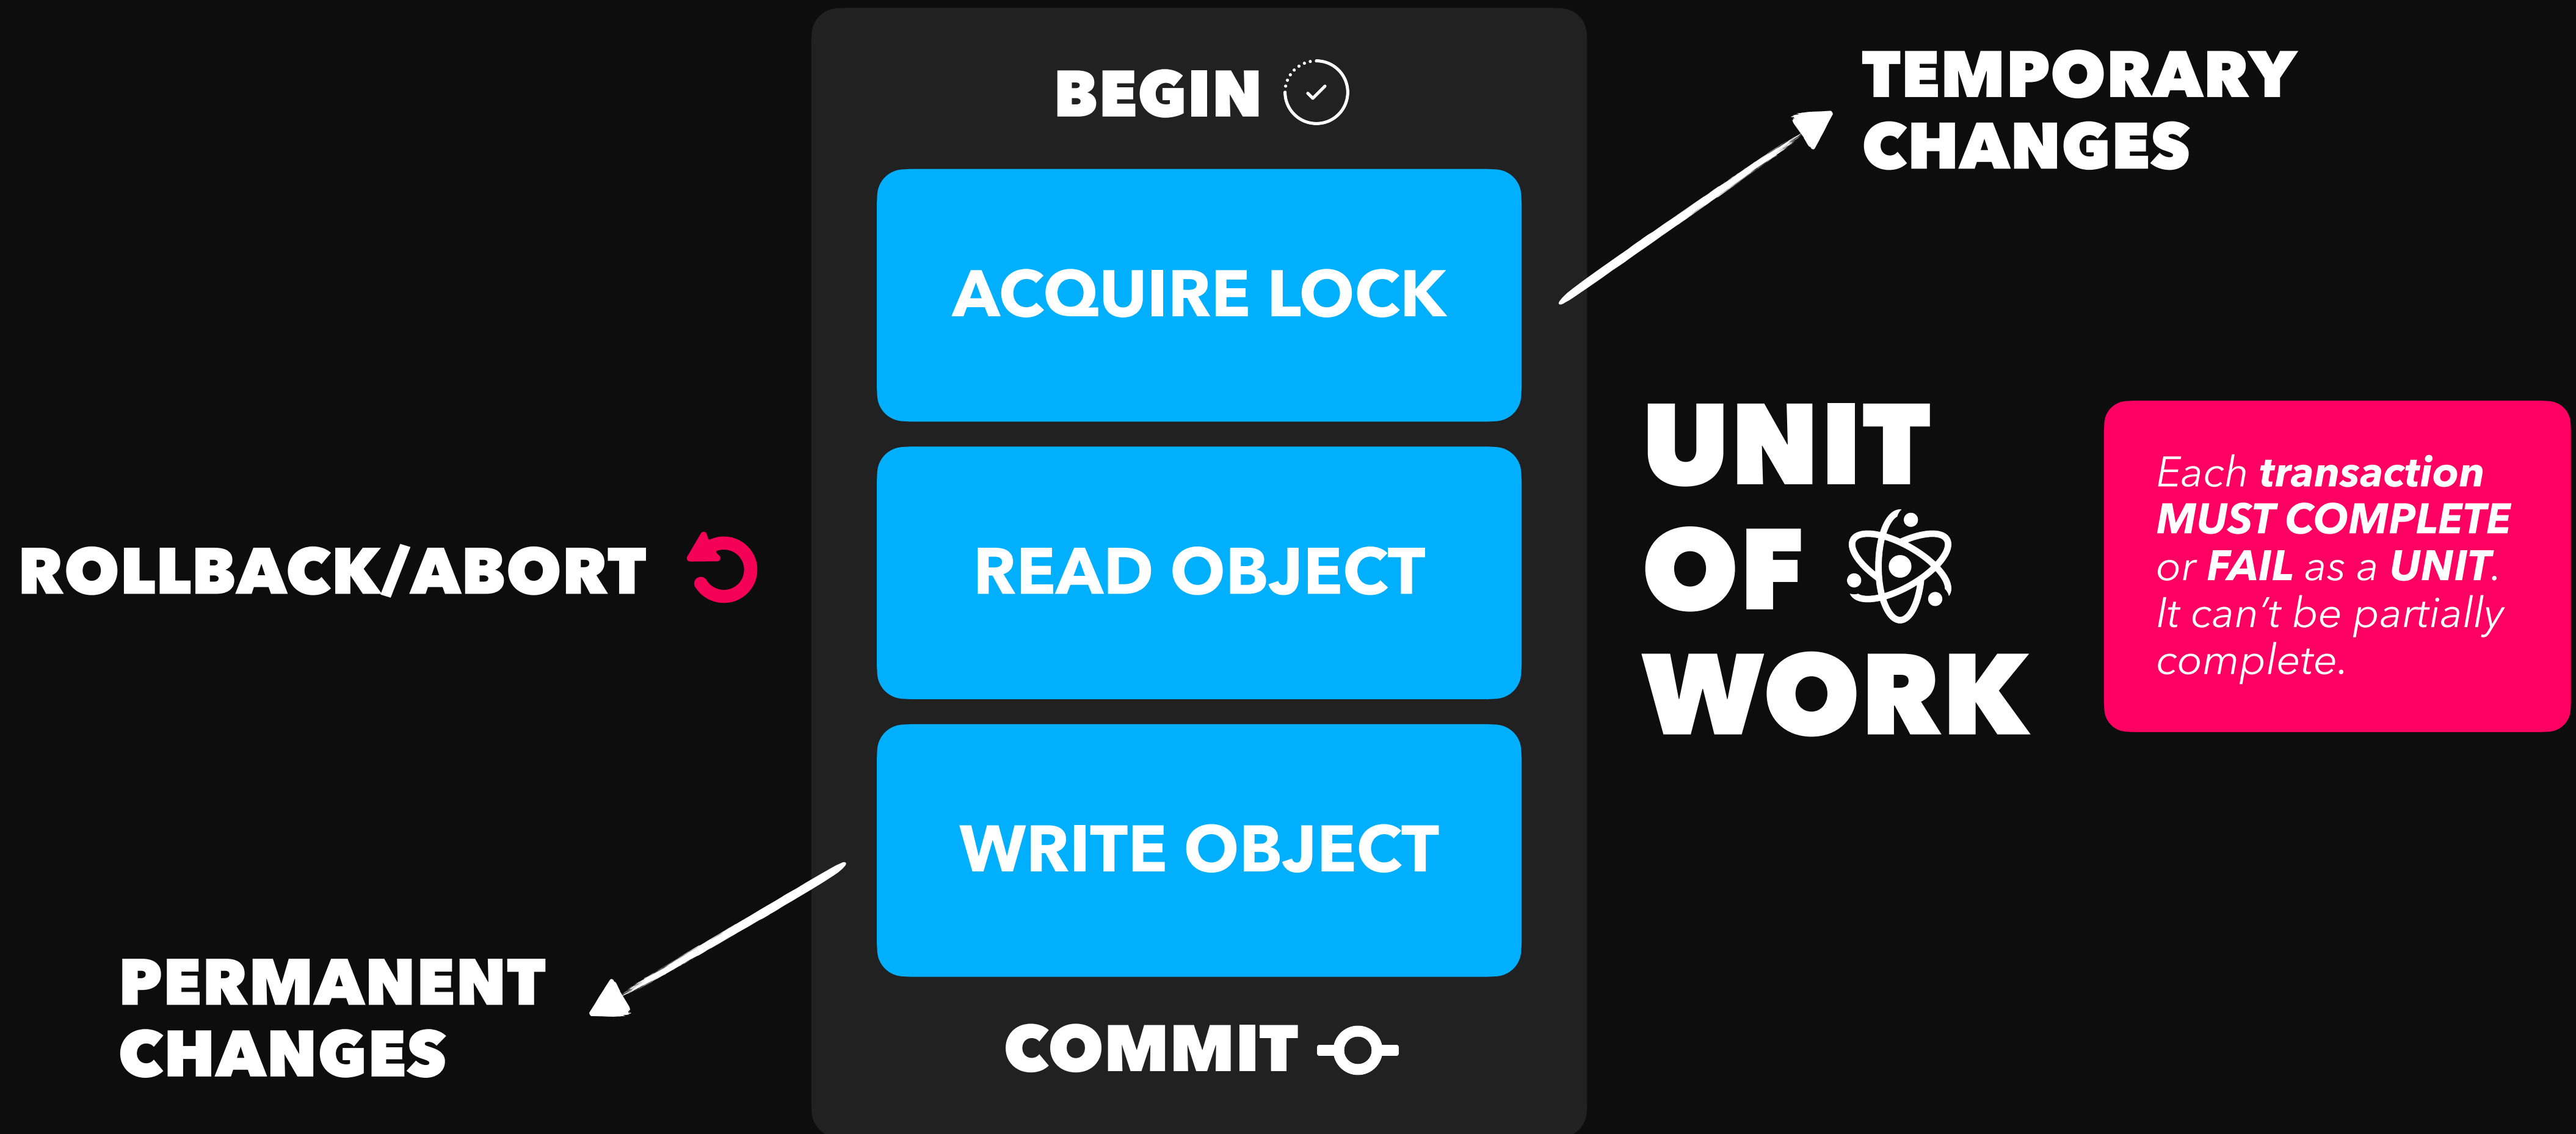 BEGIN
TEMPORARY
CHANGES
ACQUIRE LOCK
UNIT
OF
WORK
Each transaction
MUST COMPLETE
or FAIL as a UNIT.
It can't be partially
complete.
ROLLBACK/ABORT
READ OBJECT
WRITE OBJECT
PERMANENT
CHANGES
COMMIT